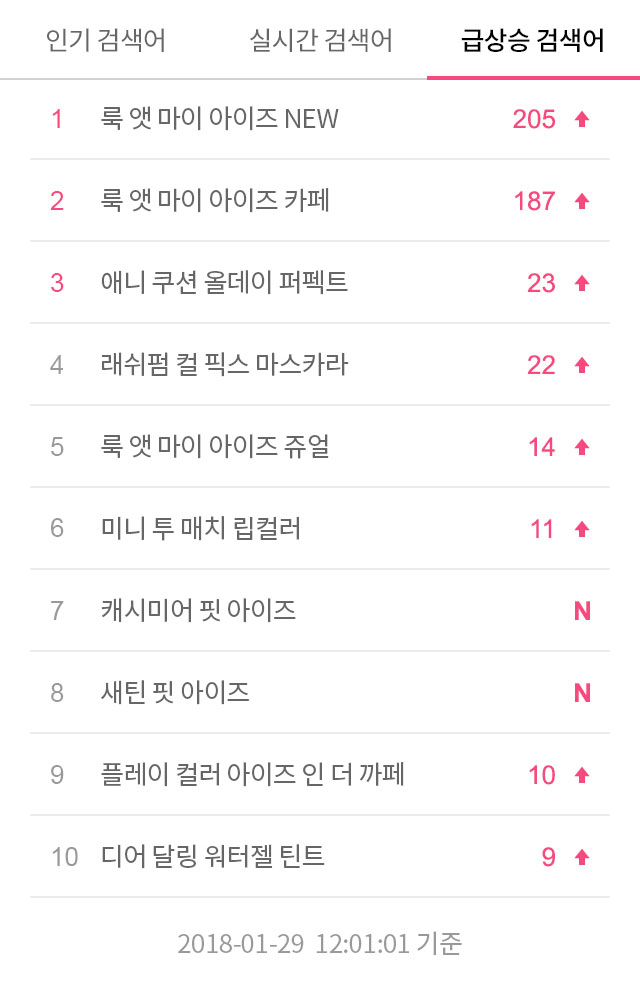 인기 검색어 실시간 검색어 급상승 검색어
1 룩 앳 마이 아이즈 NEW 205
2 룩 앳 마이 아이즈 카페 187
3 애니 쿠션 올데이 퍼펙트 23
4 래쉬펌 컬 픽스 마스카라 22
5 룩 앳 마이 아이즈 쥬얼 14
6 미니 투 매치 립컬러 11
7 캐시미어 핏 아이즈 N
8 새틴 핏 아이즈 N
9 플레이 컬러 아이즈 인 더 까페 10
10 디어 달링 워터젤 틴트 9
2018-01-29 12:01:01 기준